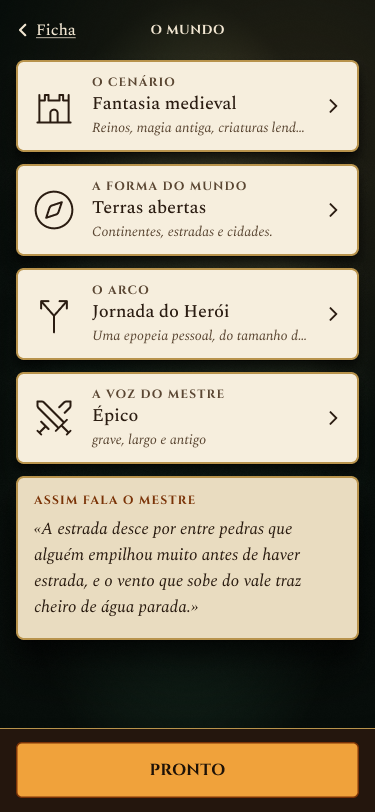 Ficha
O MUNDO
O CENÁRIO
Fantasia medieval
Reinos, magia antiga, criaturas lend...
A FORMA DO MUNDO
Terras abertas
Continentes, estradas e cidades.
O ARCO
Jornada do Herói
Uma epopeia pessoal, do tamanho d...
A VOZ DO MESTRE
Épico
grave, largo e antigo
ASSIM FALA O MESTRE
«A estrada desce por entre pedras que
alguém empilhou muito antes de haver
estrada, e o vento que sobe do vale traz
cheiro de água parada.»
PRONTO